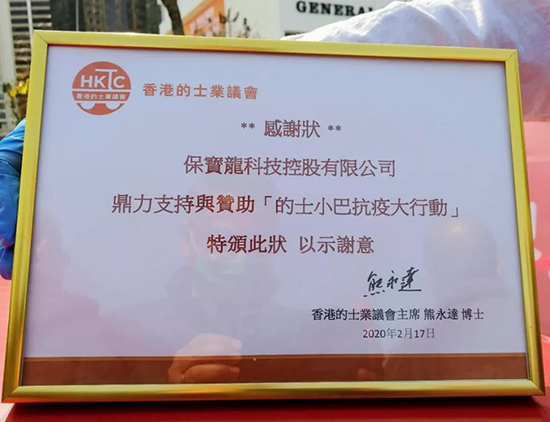 GENERAL
HKTC
香港的士業議會
香港的士業議會
** 感謝狀 **
保寶龍科技控股有限公司
鼎力支持與贊助「的士小巴抗疫大行動」
特頒此狀 以示謝意
熊永達
香港的士業議會主席 熊永達 博士
2020年2月17日